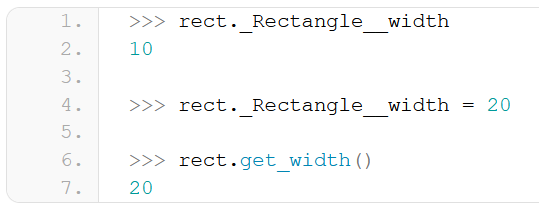 1. >>> rect._Rectangle__width
2. 10
3.
4. >>> rect._Rectangle__width = 20
5.
6. >>> rect.get_width()
7. 20